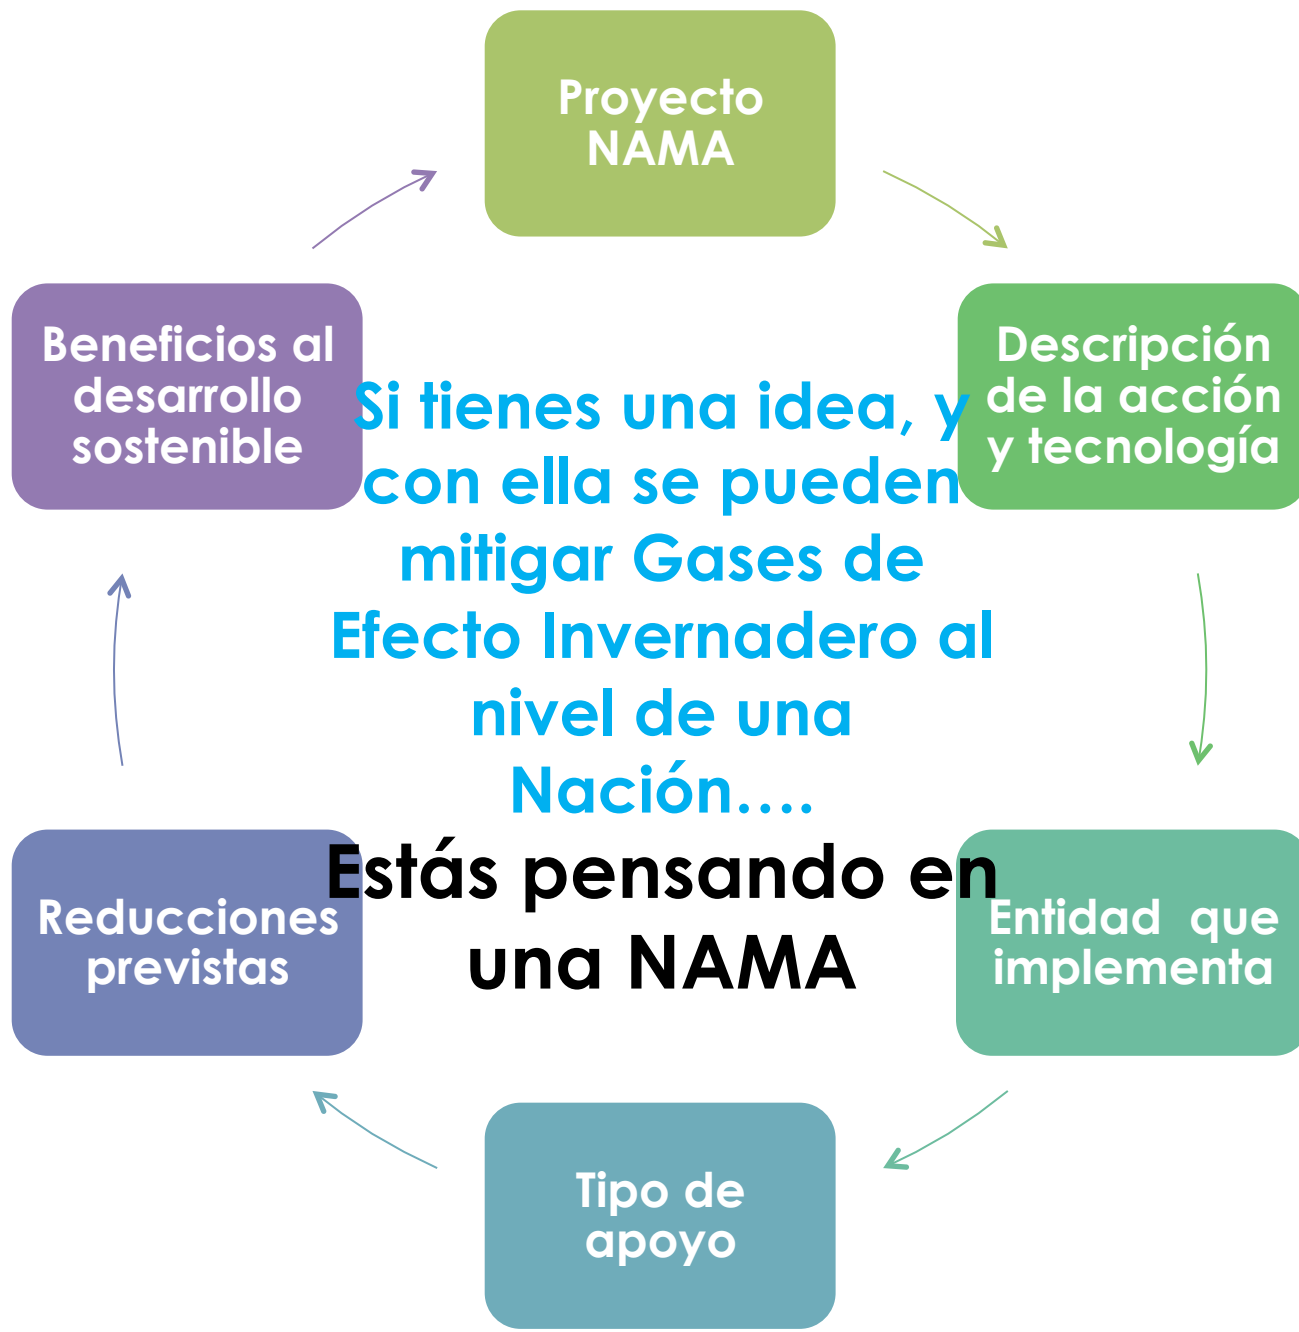 Proyecto
NAMA
Descripción
de la acción
y tecnología
Entidad  que
implementa
Tipo de
apoyo
Reducciones
previstas
Beneficios al
desarrollo
sostenible
Si tienes una idea, y
con ella se pueden
mitigar Gases de
Efecto Invernadero al
nivel de una
Nación....
Estás pensando en
una NAMA